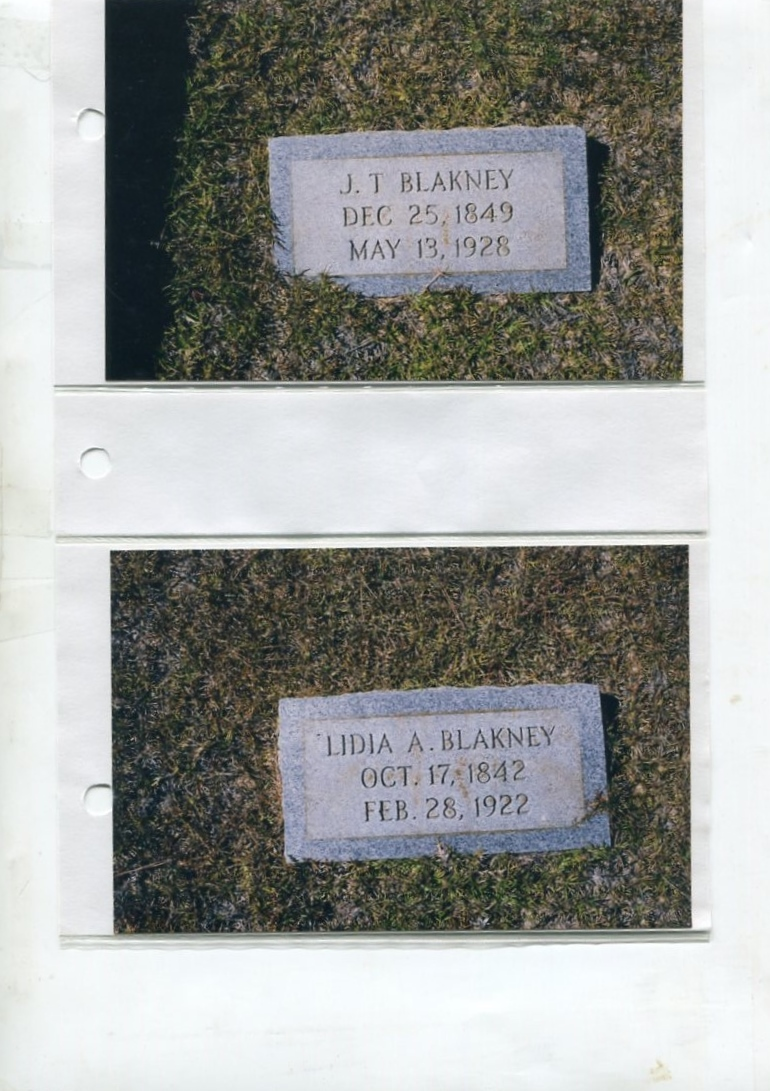 J. T BLAKNEY
DEC 25, 1849
MAY 13, 1928
LIDIA A. BLAKNEY
OCT. 17, 1842
FEB. 28, 1922